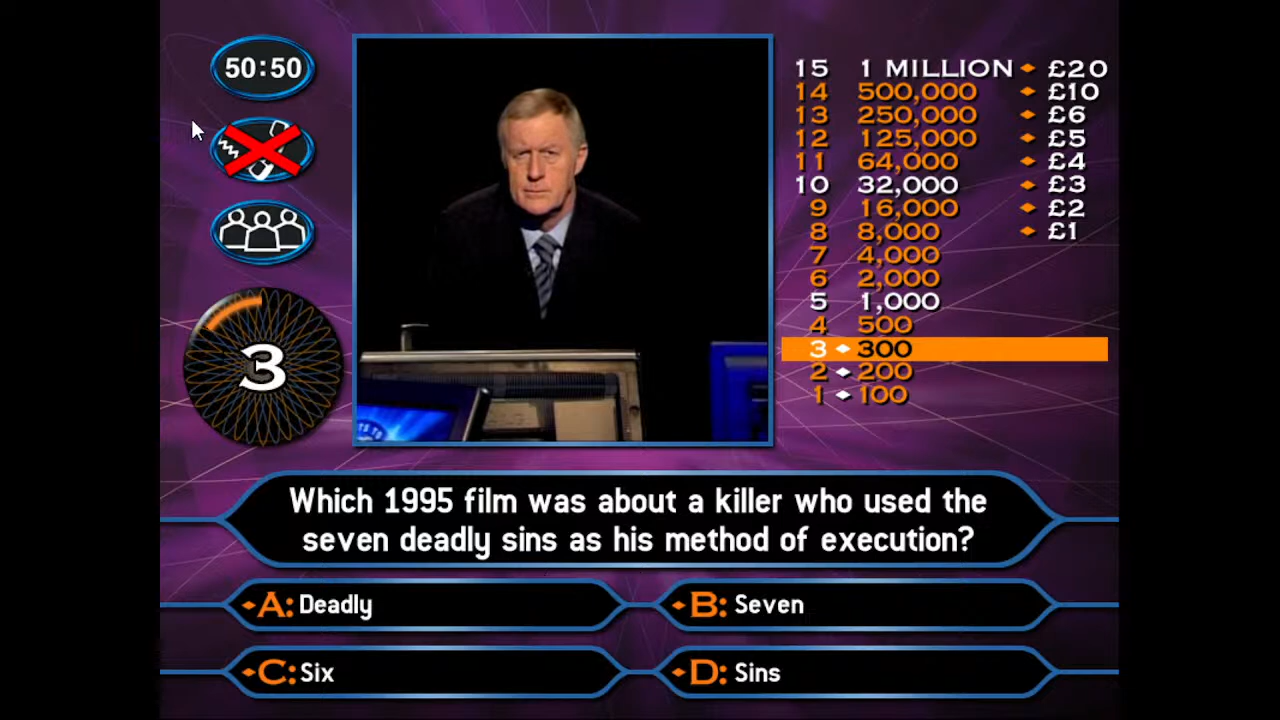 50:50
3
15 1 MILLION £20
14 500,000 £10
13 250,000 £6
12 125,000 £5
11 64,000 £4
10 32,000 £3
9 16,000 £2
8 8,000 £1
7 4,000
6 2,000
5 1,000
4 500
3 300
2 200
1 100
Which 1995 film was about a killer who used the
seven deadly sins as his method of execution?
A: Deadly
B: Seven
C: Six
D: Sins